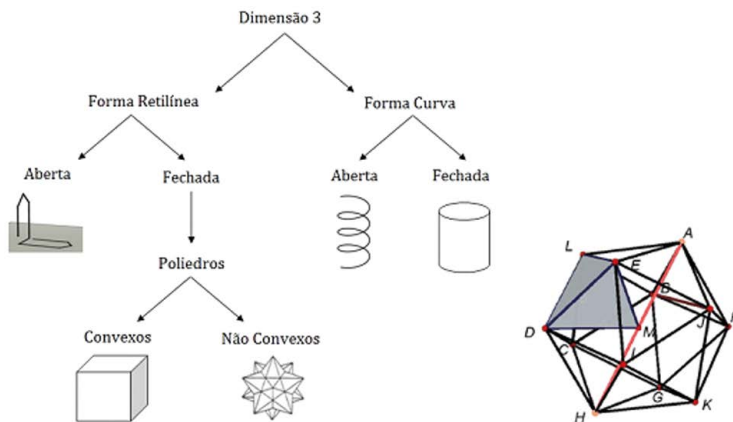 Dimensão 3
Forma Retilínea
Forma Curva
Aberta
Fechada
Aberta
Fechada
Poliedros
Convexos
Não Convexos
A
L
E
B
J
D
M
C
I
G
K
H